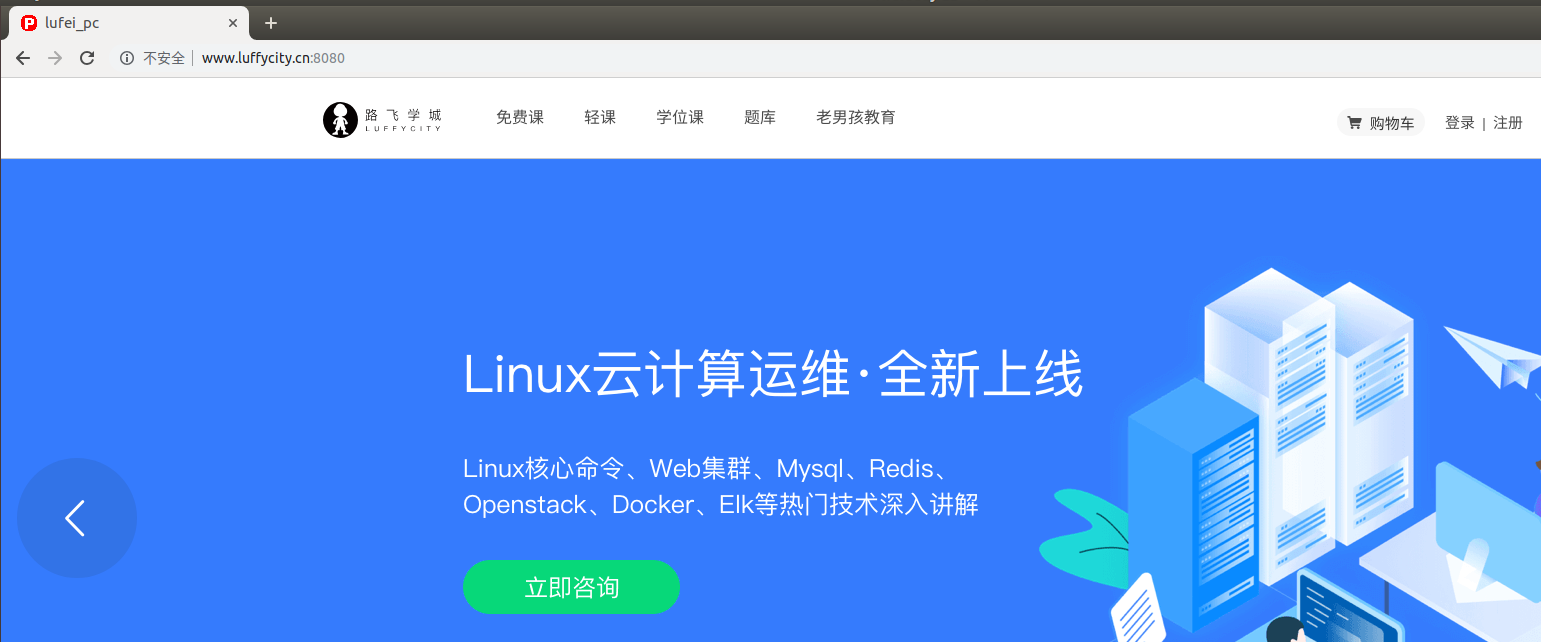 lufei_pc
不安全 www.luffycity.cn:8080
路飞学城
LUFFYCITY
免费课 轻课 学位课 题库 老男孩教育
购物车 登录 | 注册
Linux云计算运维·全新上线
Linux核心命令、Web集群、Mysql、Redis、
Openstack、Docker、Elk等热门技术深入讲解
立即咨询